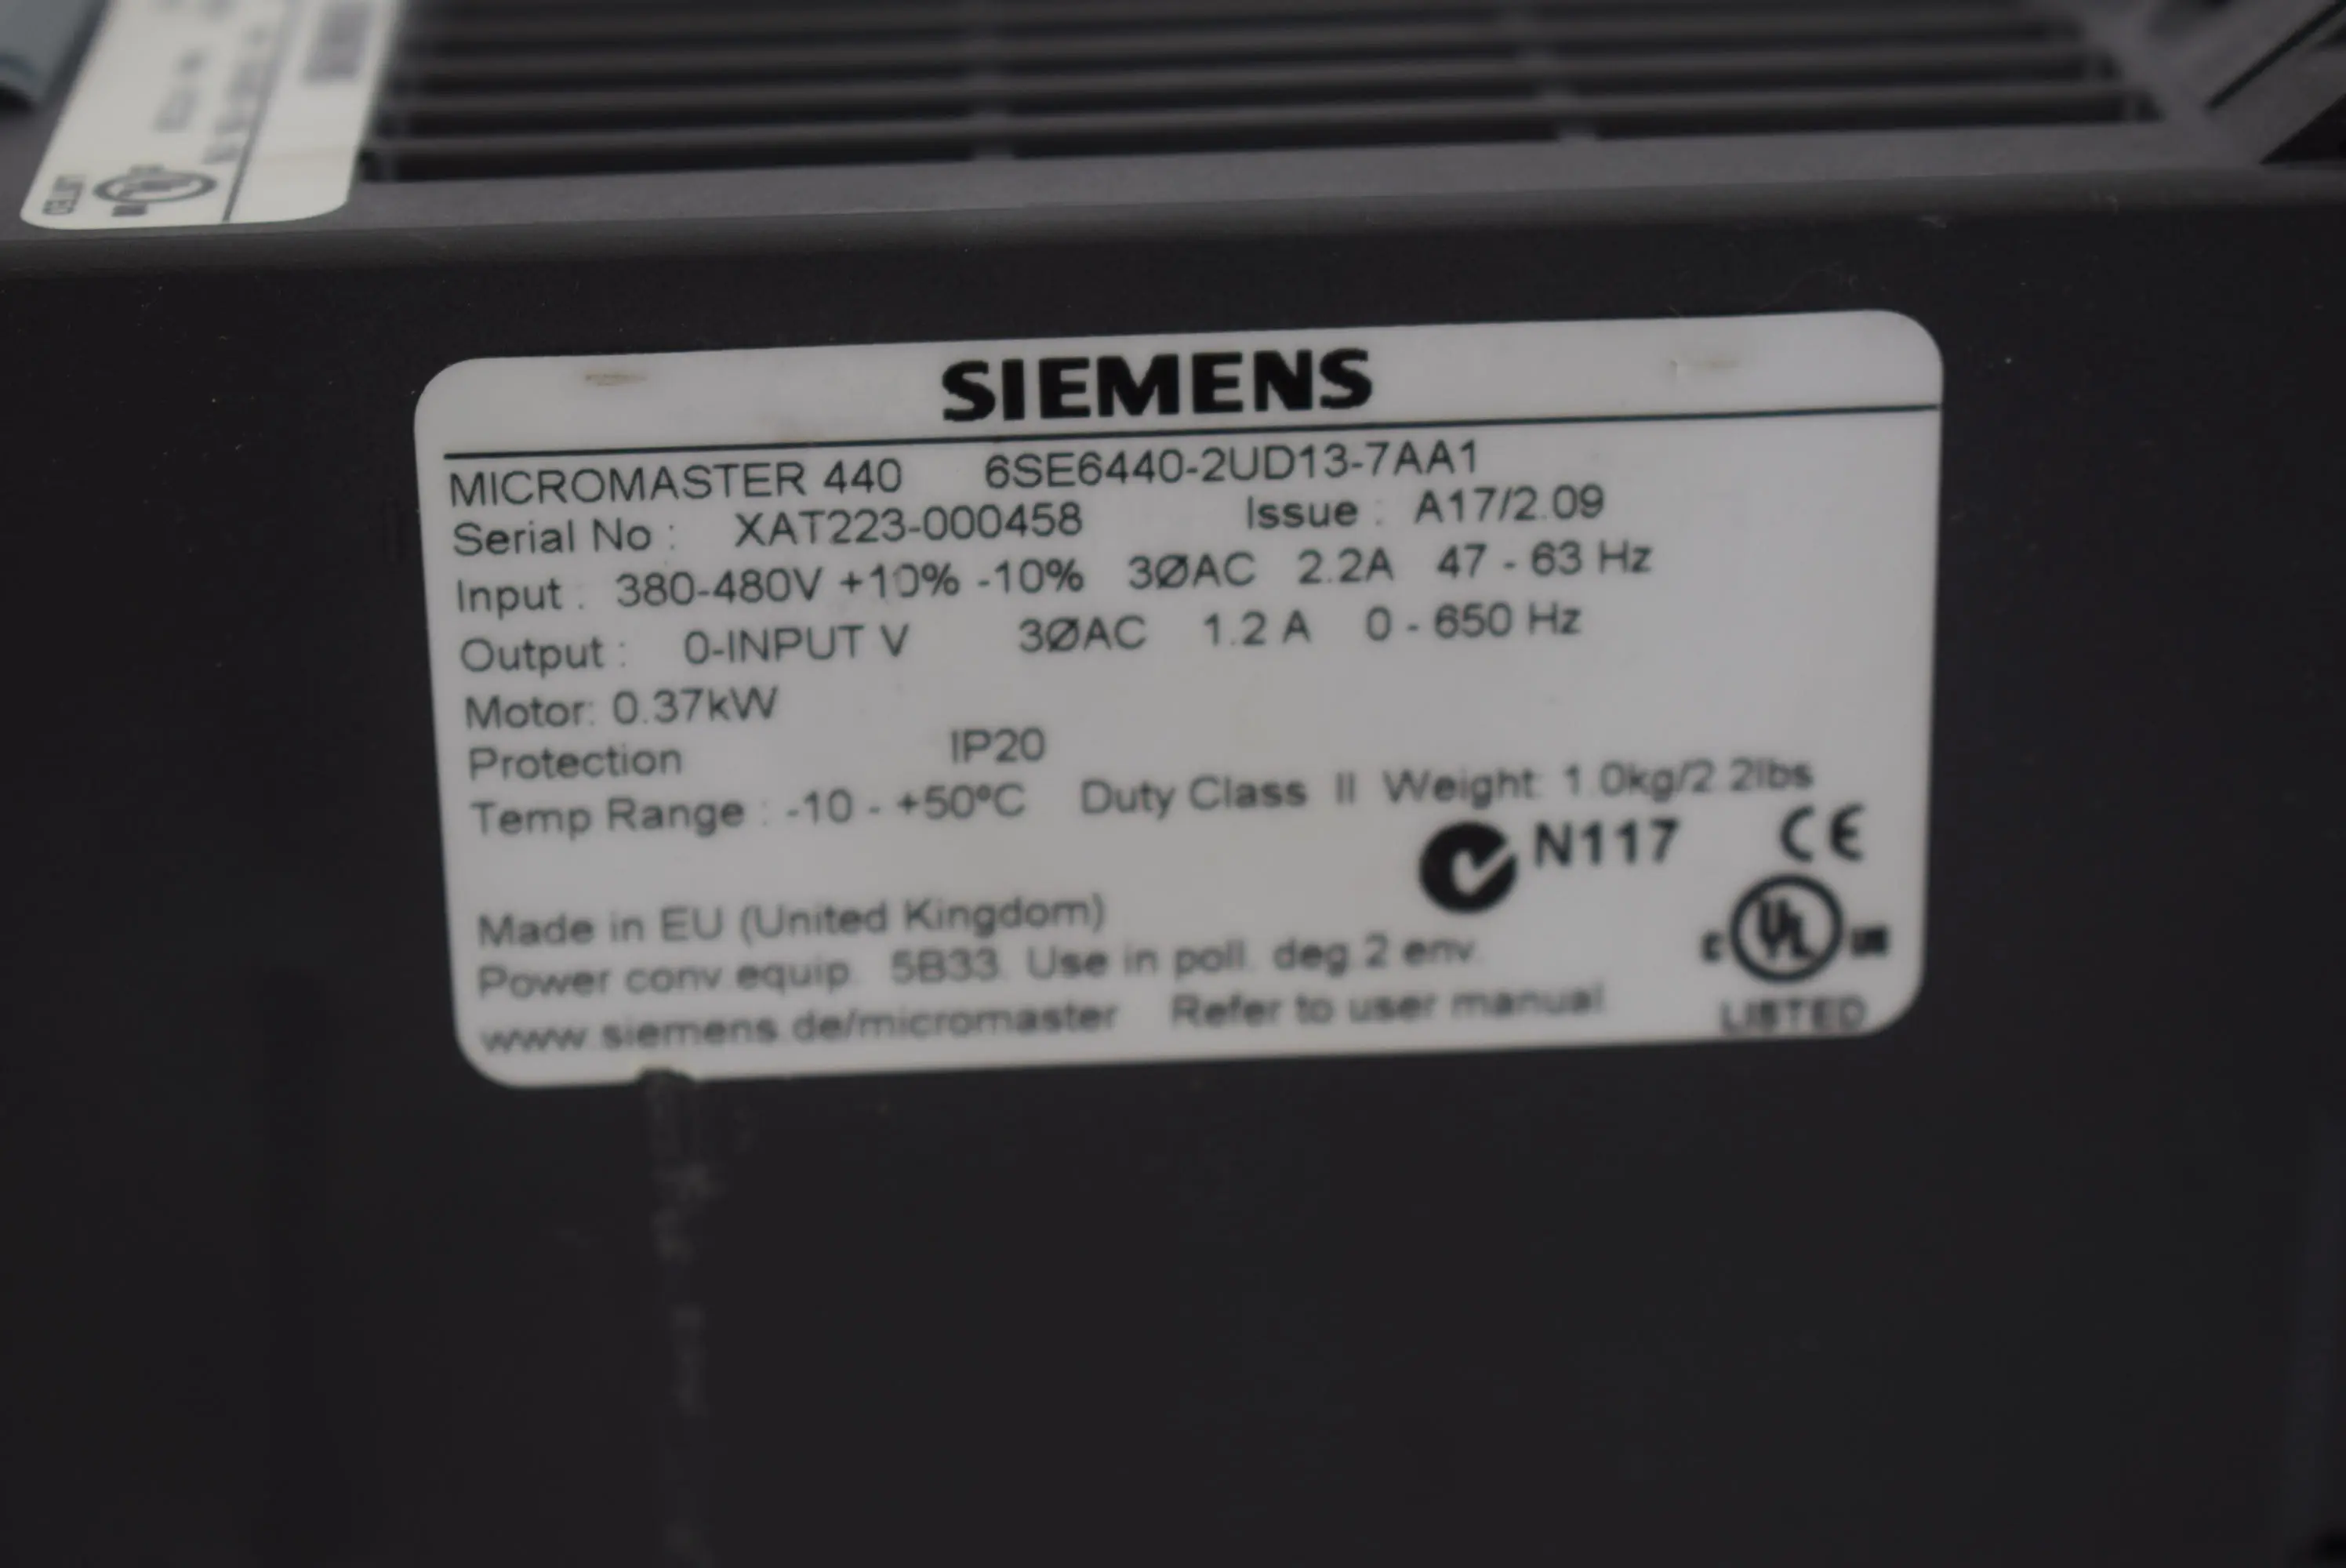 SIEMENS
MICROMASTER 440 6SE6440-2UD13-7AA1
Serial No : XAT223-000458 Issue : A17/2.09
Input : 380-480V +10% -10% 3ØAC 2.2A 47 - 63 Hz
Output : 0-INPUT V 3ØAC 1.2 A 0 - 650 Hz
Motor: 0.37kW
Protection IP20
Temp Range : -10 - +50°C Duty Class II Weight: 1.0kg/2.2lbs
N117 CE
Made in EU (United Kingdom)
Power conv.equip. 5B33. Use in poll. deg.2 env.
www.siemens.de/micromaster Refer to user manual.
C UL US
LISTED
LISTED